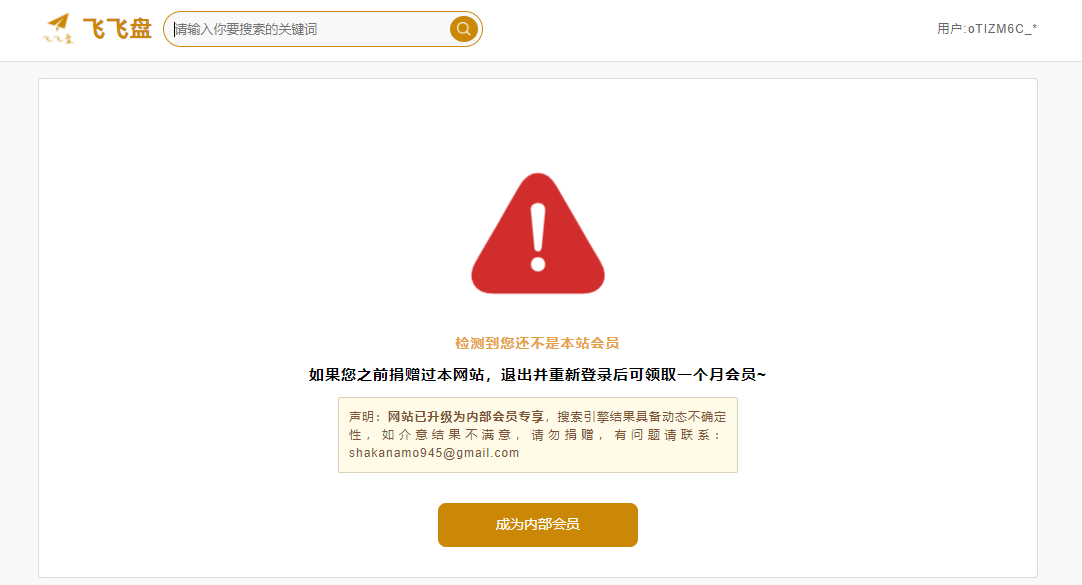 飞飞盘
请输入你要搜索的关键词
用户:oTIZM6C_*
检测到您还不是本站会员
如果您之前捐赠过本网站，退出并重新登录后可领取一个月会员~
声明：网站已升级为内部会员专享，搜索引擎结果具备动态不确定
性，如介意结果不满意，请勿捐赠，有问题请联系：
shakanamo945@gmail.com
成为内部会员